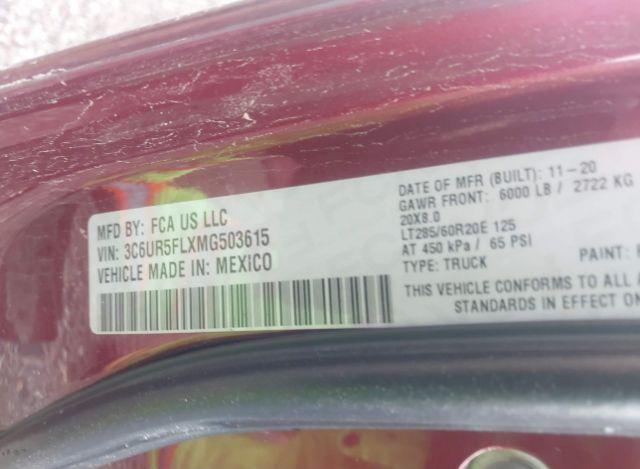 MFD BY: FCA US LLC
VIN: 3C6UR5FLXMG503615
VEHICLE MADE IN: MEXICO
DATE OF MFR (BUILT): 11-20
GAWR FRONT: 6000 LB / 2722 KG
20X8.0
LT285/60R20E 125
AT 450 kPa / 65 PSI
TYPE: TRUCK
PAINT:
THIS VEHICLE CONFORMS TO ALL A
STANDARDS IN EFFECT ON